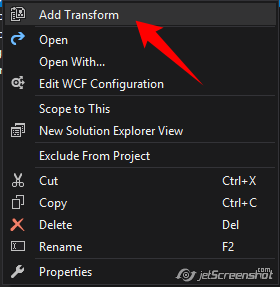 Add Transform
Open
Open With...
Edit WCF Configuration
Scope to This
New Solution Explorer View
Exclude From Project
Cut Ctrl+X
Copy Ctrl+C
Delete Del
Rename F2
Properties
jetScreenshot.com